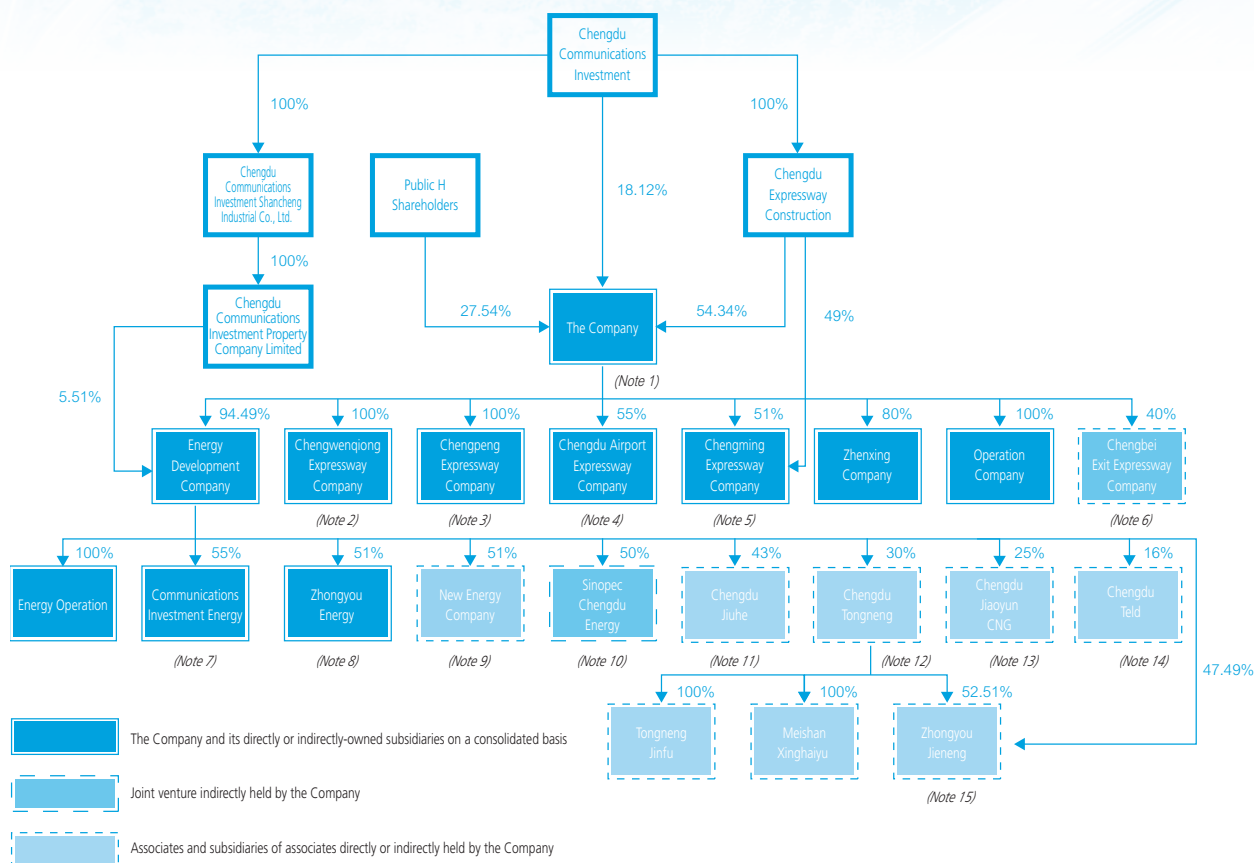 Chengdu
Communications
Investment
100%
100%
Chengdu
Communications
Investment Shancheng
Industrial Co., Ltd.
Public H
Shareholders
18.12%
Chengdu
Expressway
Construction
100%
Chengdu
Communications
Investment Property
Company Limited
27.54%
The Company
54.34%
49%
(Note 1)
5.51%
94.49%
100%
100%
55%
51%
80%
100%
40%
Energy
Development
Company
Chengwenqiong
Expressway
Company
Chengpeng
Expressway
Company
Chengdu Airport
Expressway
Company
Chengming
Expressway
Company
Zhenxing
Company
Operation
Company
Chengbei
Exit Expressway
Company
(Note 2)
(Note 3)
(Note 4)
(Note 5)
(Note 6)
100%
55%
51%
51%
50%
43%
30%
25%
16%
Energy Operation
Communications
Investment Energy
Zhongyou
Energy
New Energy
Company
Sinopec
Chengdu
Energy
Chengdu
Jiuhe
Chengdu
Tongneng
Chengdu
Jiaoyun
CNG
Chengdu
Teld
(Note 7)
(Note 8)
(Note 9)
(Note 10)
(Note 11)
(Note 12)
(Note 13)
(Note 14)
47.49%
100%
100%
52.51%
Tongneng
Jinfu
Meishan
Xinghaiyu
Zhongyou
Jieneng
(Note 15)
The Company and its directly or indirectly-owned subsidiaries on a consolidated basis
Joint venture indirectly held by the Company
Associates and subsidiaries of associates directly or indirectly held by the Company